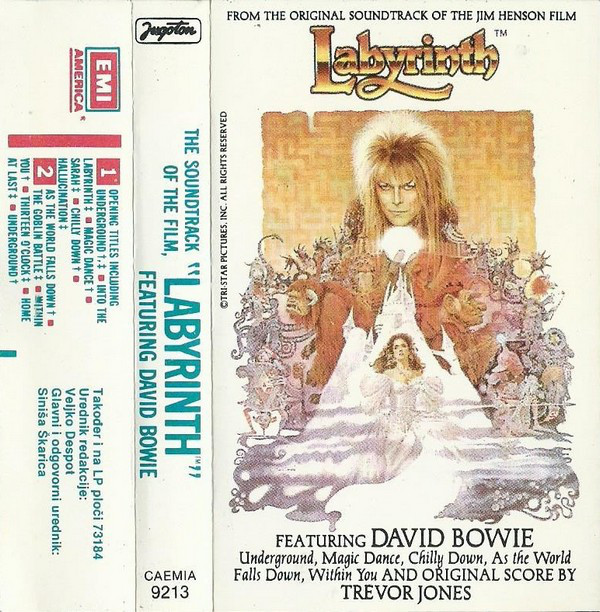 EMI
AMERICA®
1 OPENING TITLES INCLUDING
UNDERGROUND †.‡ ■ INTO THE
LABYRINTH ‡ ■ MAGIC DANCE † ■
SARAH ‡ ■ CHILLY DOWN † ■
HALLUCINATION ‡
2 AS THE WORLD FALLS DOWN † ■
THE GOBLIN BATTLE ‡ ■ WITHIN
YOU † ■ THIRTEEN O'CLOCK ‡ ■ HOME
AT LAST ‡ ■ UNDERGROUND †
Također i na LP ploči 73184
Urednik redakcije:
Veljko Despot
Glavni i odgovorni urednik:
Siniša Škarica
Jugoton
THE SOUNDTRACK
OF THE FILM,
"LABYRINTH™"
FEATURING DAVID BOWIE
CAEMIA
9213
FROM THE ORIGINAL SOUNDTRACK OF THE JIM HENSON FILM
Labyrinth™
©TRI-STAR PICTURES, INC. ALL RIGHTS RESERVED
FEATURING DAVID BOWIE
Underground, Magic Dance, Chilly Down, As the World
Falls Down, Within You AND ORIGINAL SCORE BY
TREVOR JONES